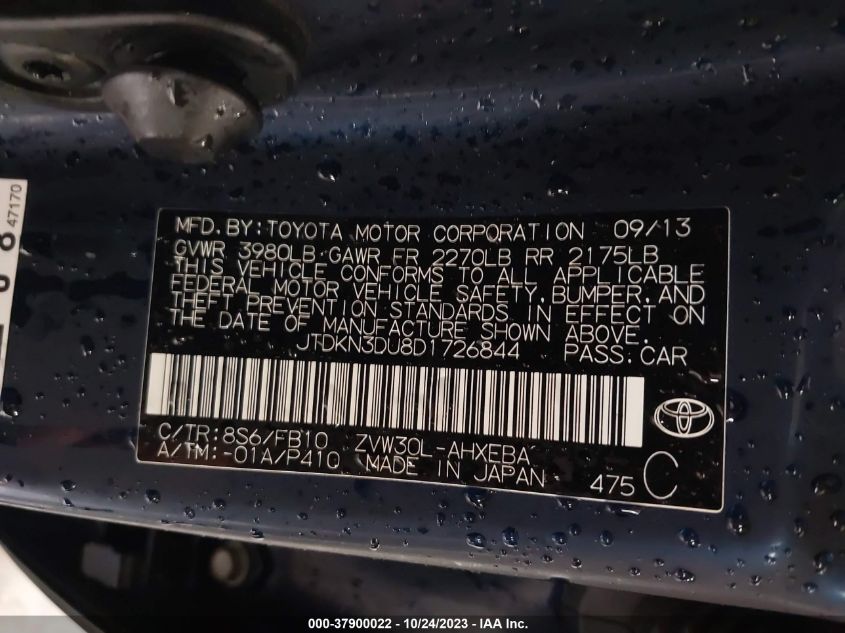 MFD. BY: TOYOTA MOTOR CORPORATION 09/13
GVWR 3980LB GAWR FR 2270LB RR 2175LB
THIS VEHICLE CONFORMS TO ALL APPLICABLE
FEDERAL MOTOR VEHICLE SAFETY, BUMPER, AND
THEFT PREVENTION STANDARDS IN EFFECT ON
THE DATE OF MANUFACTURE SHOWN ABOVE.
JTDKN3DU8D1726844 PASS. CAR
C/TR: 8S6/FB10 ZVW30L-AHXEBA
A/TM: -01A/P410 MADE IN JAPAN 475 C
47170
000-37900022 - 10/24/2023 - IAA Inc.